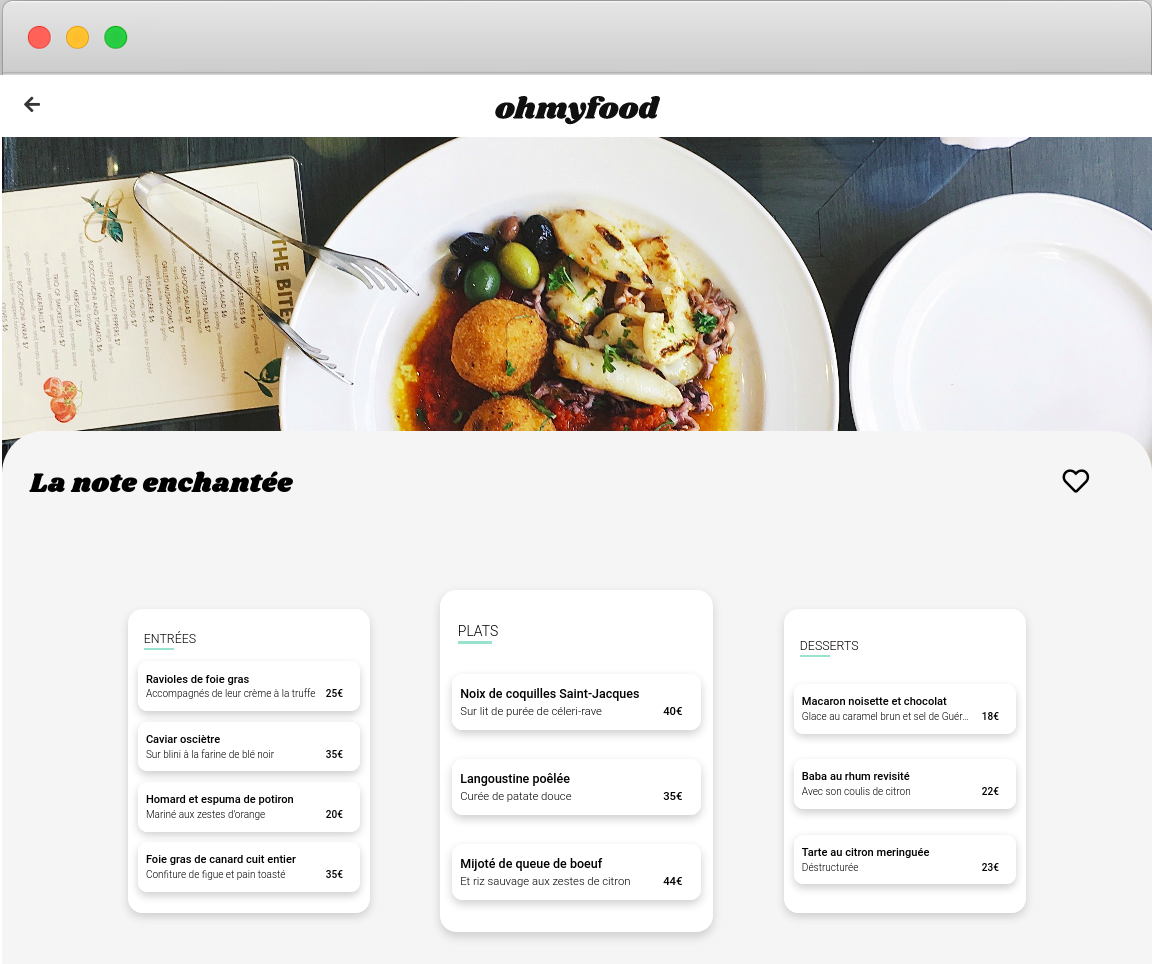 ohmyfood
THE BITE
La note enchantée
ENTRÉES
Ravioles de foie gras
Accompagnés de leur crème à la truffe 25€
Caviar osciètre
Sur blini à la farine de blé noir 35€
Homard et espuma de potiron
Mariné aux zestes d'orange 20€
Foie gras de canard cuit entier
Confiture de figue et pain toasté 35€
PLATS
Noix de coquilles Saint-Jacques
Sur lit de purée de céleri-rave 40€
Langoustine poêlée
Curée de patate douce 35€
Mijoté de queue de boeuf
Et riz sauvage aux zestes de citron 44€
DESSERTS
Macaron noisette et chocolat
Glace au caramel brun et sel de Guér... 18€
Baba au rhum revisité
Avec son coulis de citron 22€
Tarte au citron meringuée
Déstructurée 23€